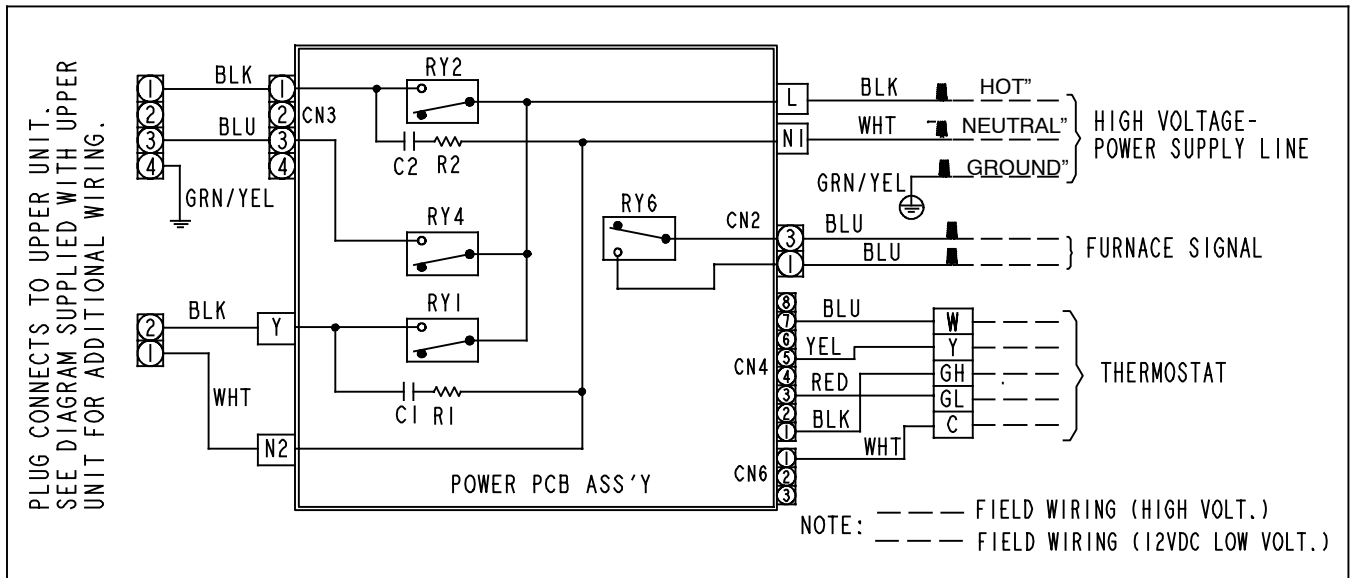 PLUG CONNECTS TO UPPER UNIT.
SEE DIAGRAM SUPPLIED WITH UPPER
UNIT FOR ADDITIONAL WIRING.
1
2
3
4
BLK
BLU
GRN/YEL
1
2
3
4
CN3
RY2
C2 R2
RY4
RY1
C1 R1
2
1
BLK
WHT
Y
N2
POWER PCB ASS'Y
L
N1
BLK
WHT
GRN/YEL
HOT”
NEUTRAL”
GROUND”
HIGH VOLTAGE-
POWER SUPPLY LINE
RY6
CN2
3
1
BLU
BLU
FURNACE SIGNAL
CN4
8
7
6
5
4
3
2
1
BLU
YEL
RED
BLK
WHT
W
Y
GH
GL
C
THERMOSTAT
CN6
1
2
3
NOTE:
FIELD WIRING (HIGH VOLT.)
FIELD WIRING (12VDC LOW VOLT.)